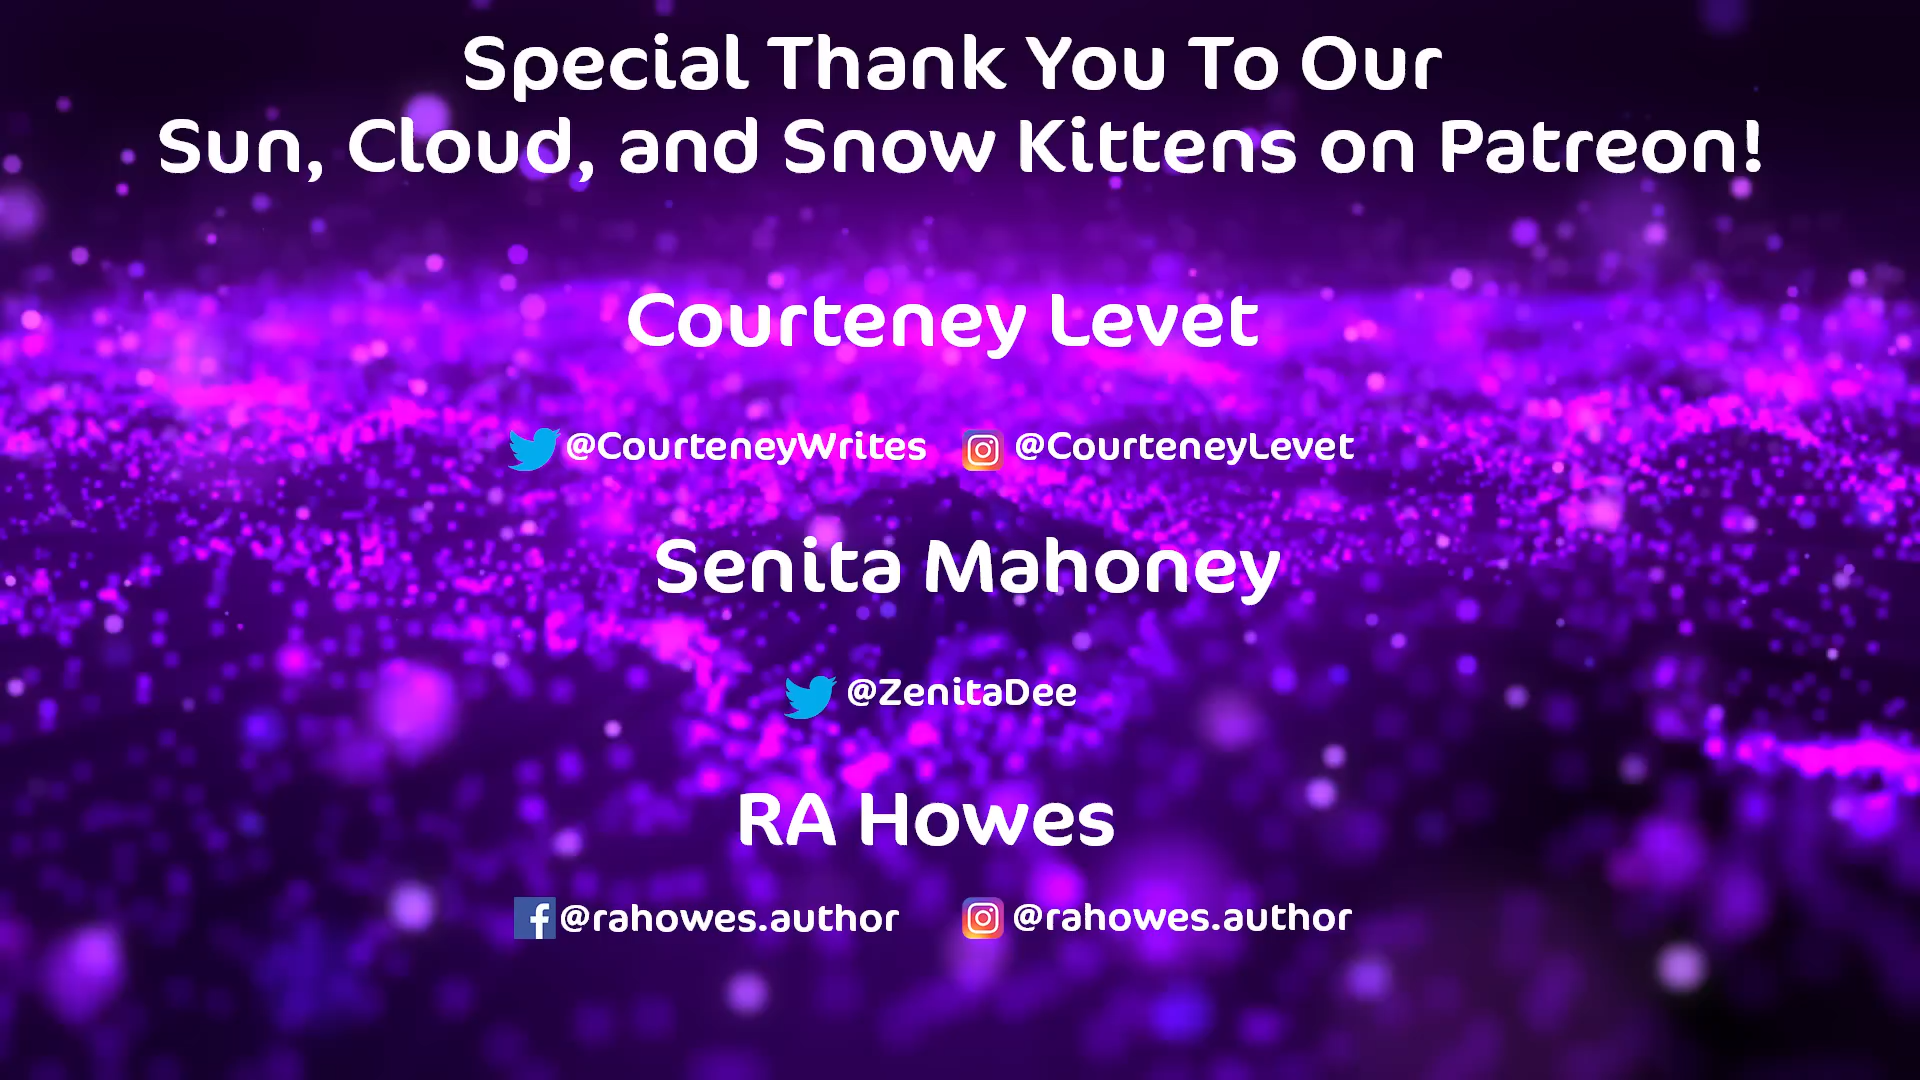 Special Thank You To Our
Sun, Cloud, and Snow Kittens on Patreon!
Courteney Levet
@CourteneyWrites @CourteneyLevet
Senita Mahoney
@ZenitaDee
RA Howes
@rahowes.author @rahowes.author